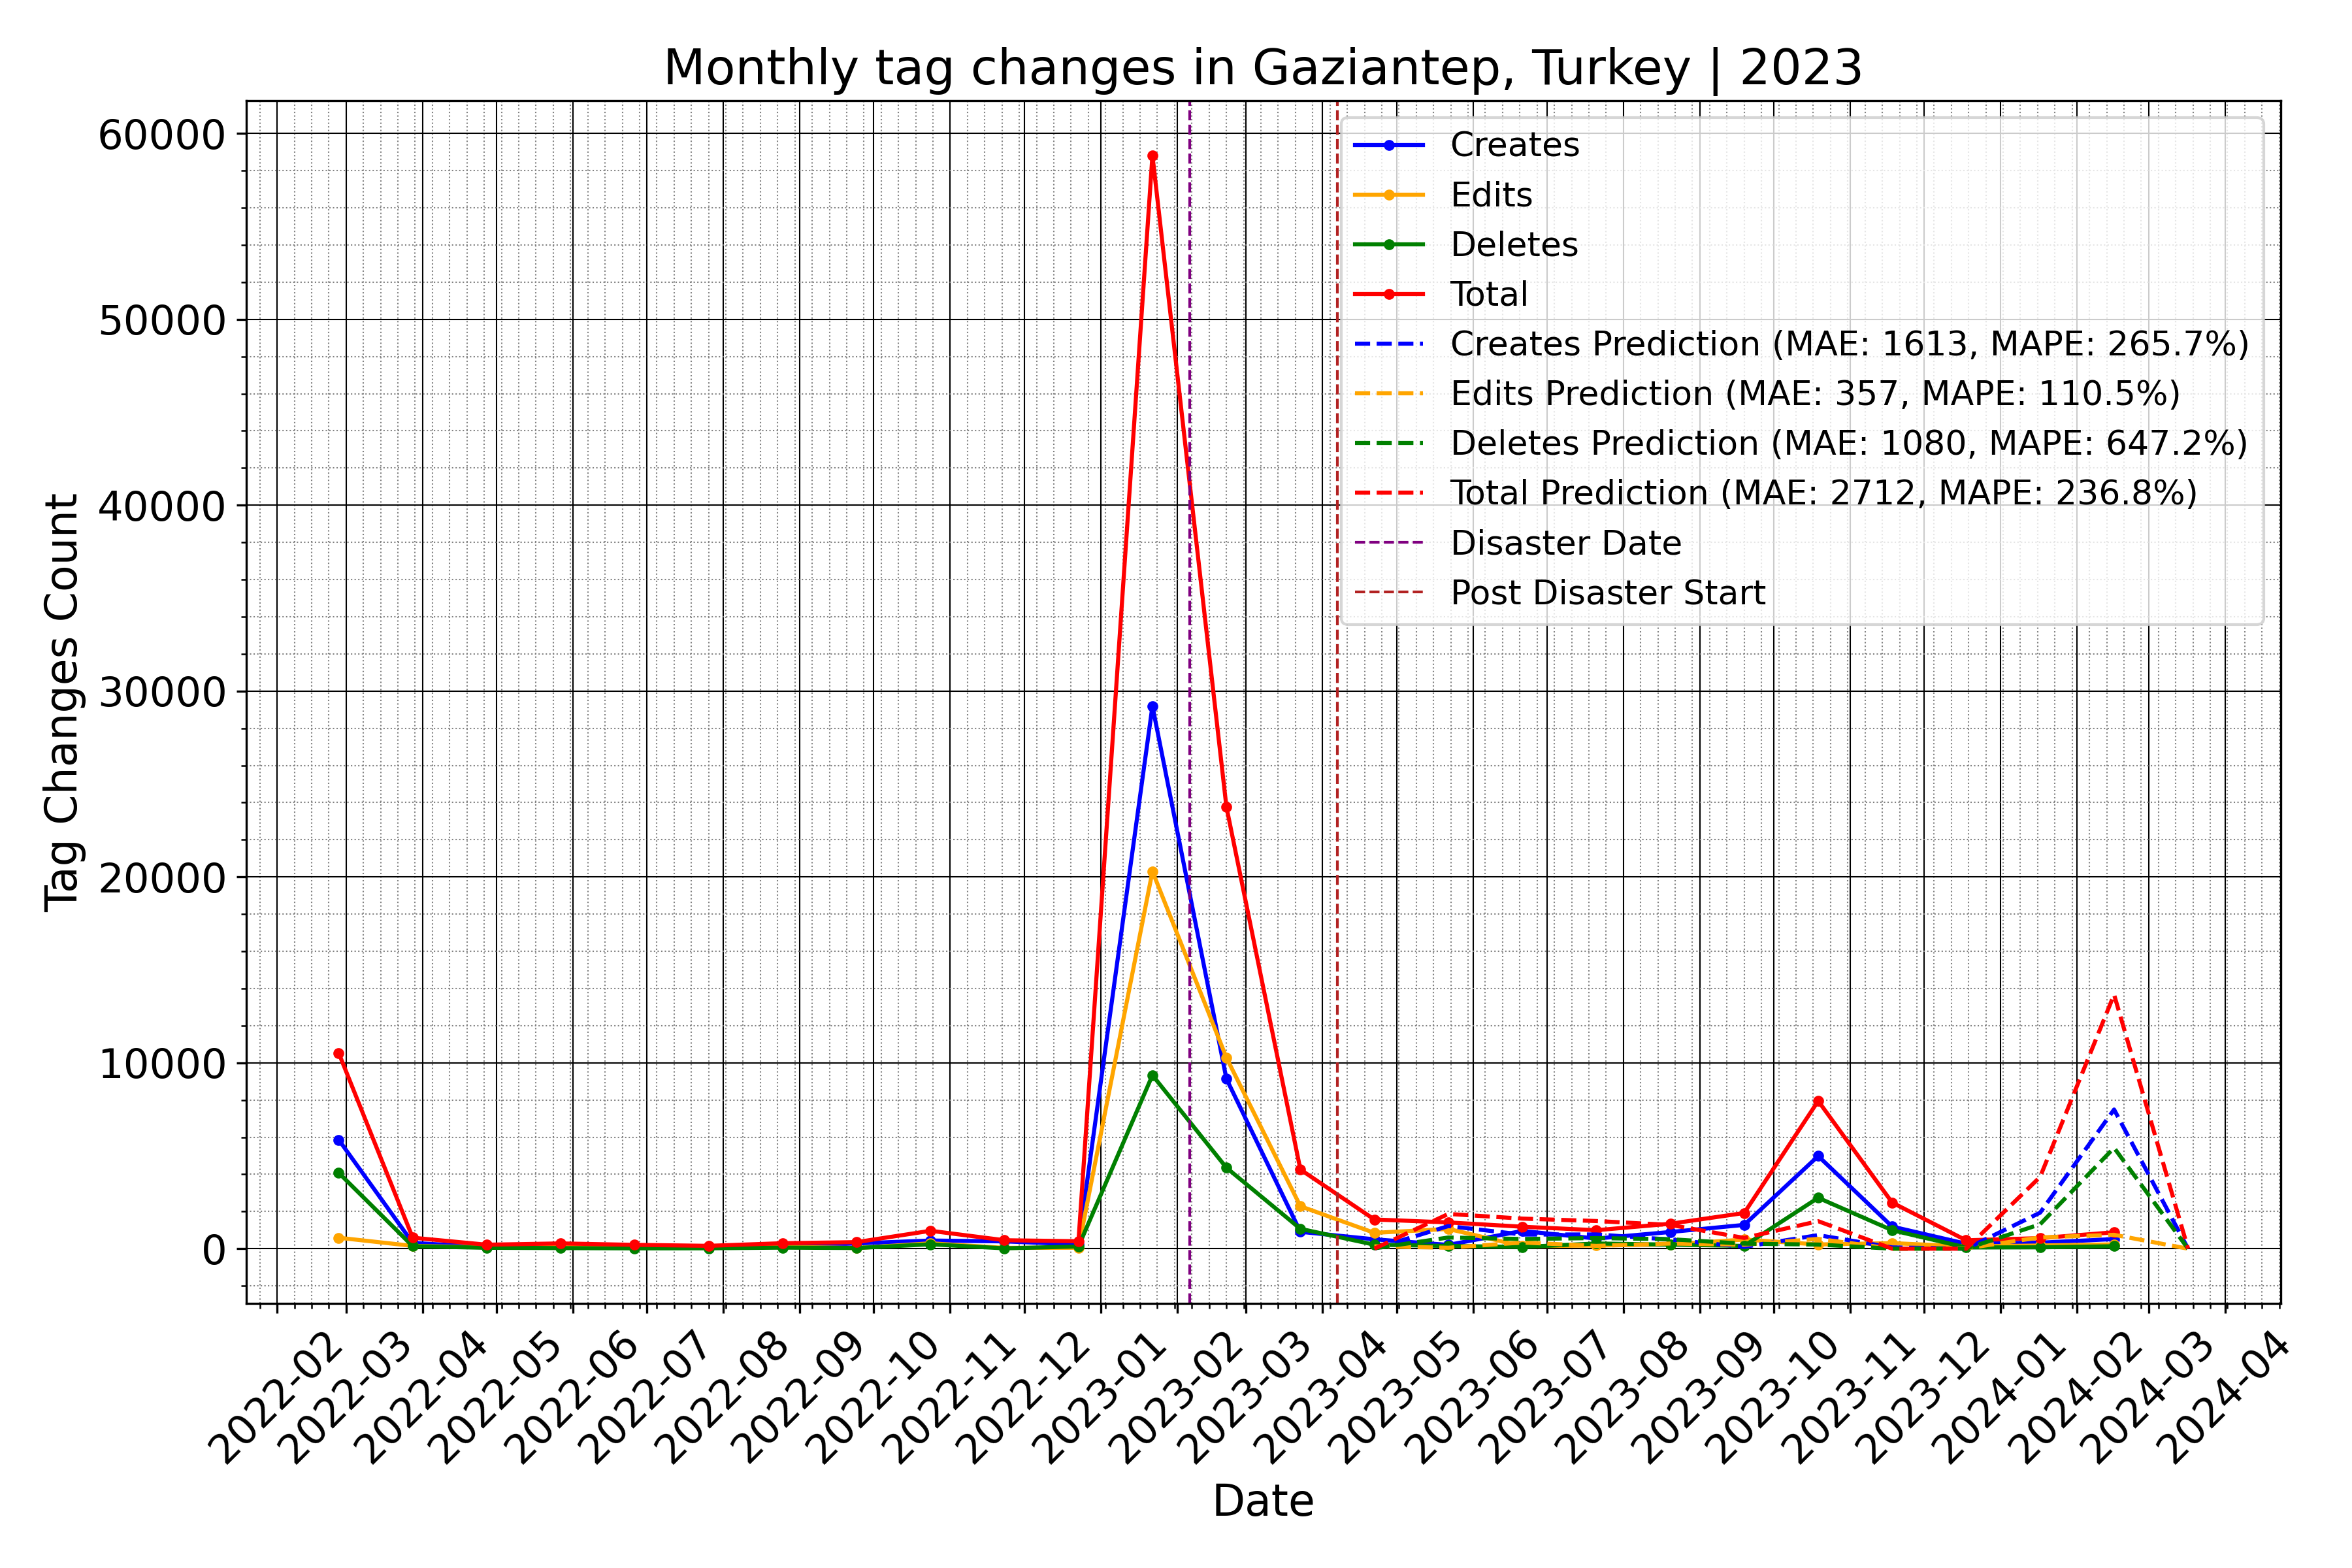 Monthly tag changes in Gaziantep, Turkey | 2023
60000
50000
40000
30000
20000
10000
0
Tag Changes Count
Creates
Edits
Deletes
Total
Creates Prediction (MAE: 1613, MAPE: 265.7%)
Edits Prediction (MAE: 357, MAPE: 110.5%)
Deletes Prediction (MAE: 1080, MAPE: 647.2%)
Total Prediction (MAE: 2712, MAPE: 236.8%)
Disaster Date
Post Disaster Start
2022-02
2022-03
2022-04
2022-05
2022-06
2022-07
2022-08
2022-09
2022-10
2022-11
2022-12
2023-01
2023-02
2023-03
2023-04
2023-05
2023-06
2023-07
2023-08
2023-09
2023-10
2023-11
2023-12
2024-01
2024-02
2024-03
2024-04
Date